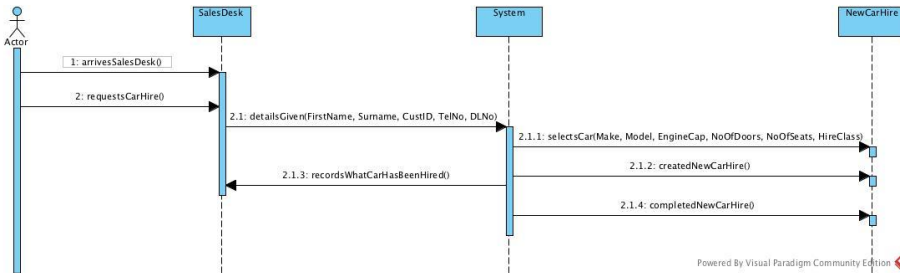 SalesDesk
System
NewCarHire
Actor
1: arrivesSalesDesk()
2: requestsCarHire()
2.1: detailsGiven(FirstName, Surname, CustID, TelNo, DLNo)
2.1.1: selectsCar(Make, Model, EngineCap, NoOfDoors, NoOfSeats, HireClass)
2.1.2: createdNewCarHire()
2.1.3: recordsWhatCarHasBeenHired()
2.1.4: completedNewCarHire()
Powered By Visual Paradigm Community Edition